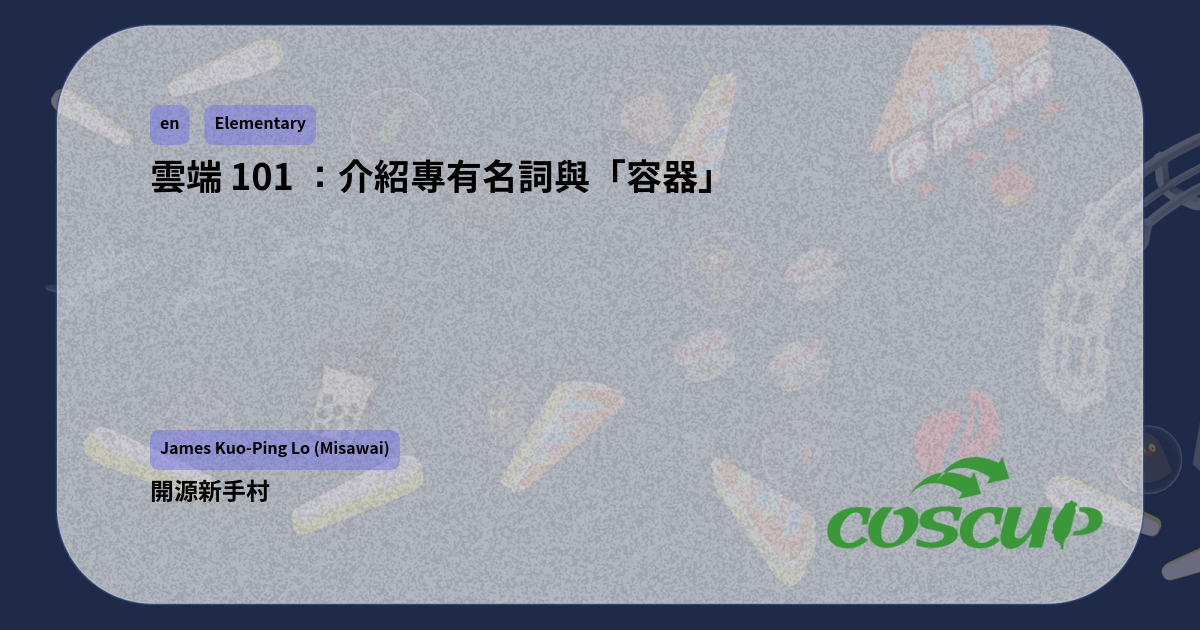 en Elementary
雲端 101 ：介紹專有名詞與「容器」
James Kuo-Ping Lo (Misawai)
開源新手村
COSCUP